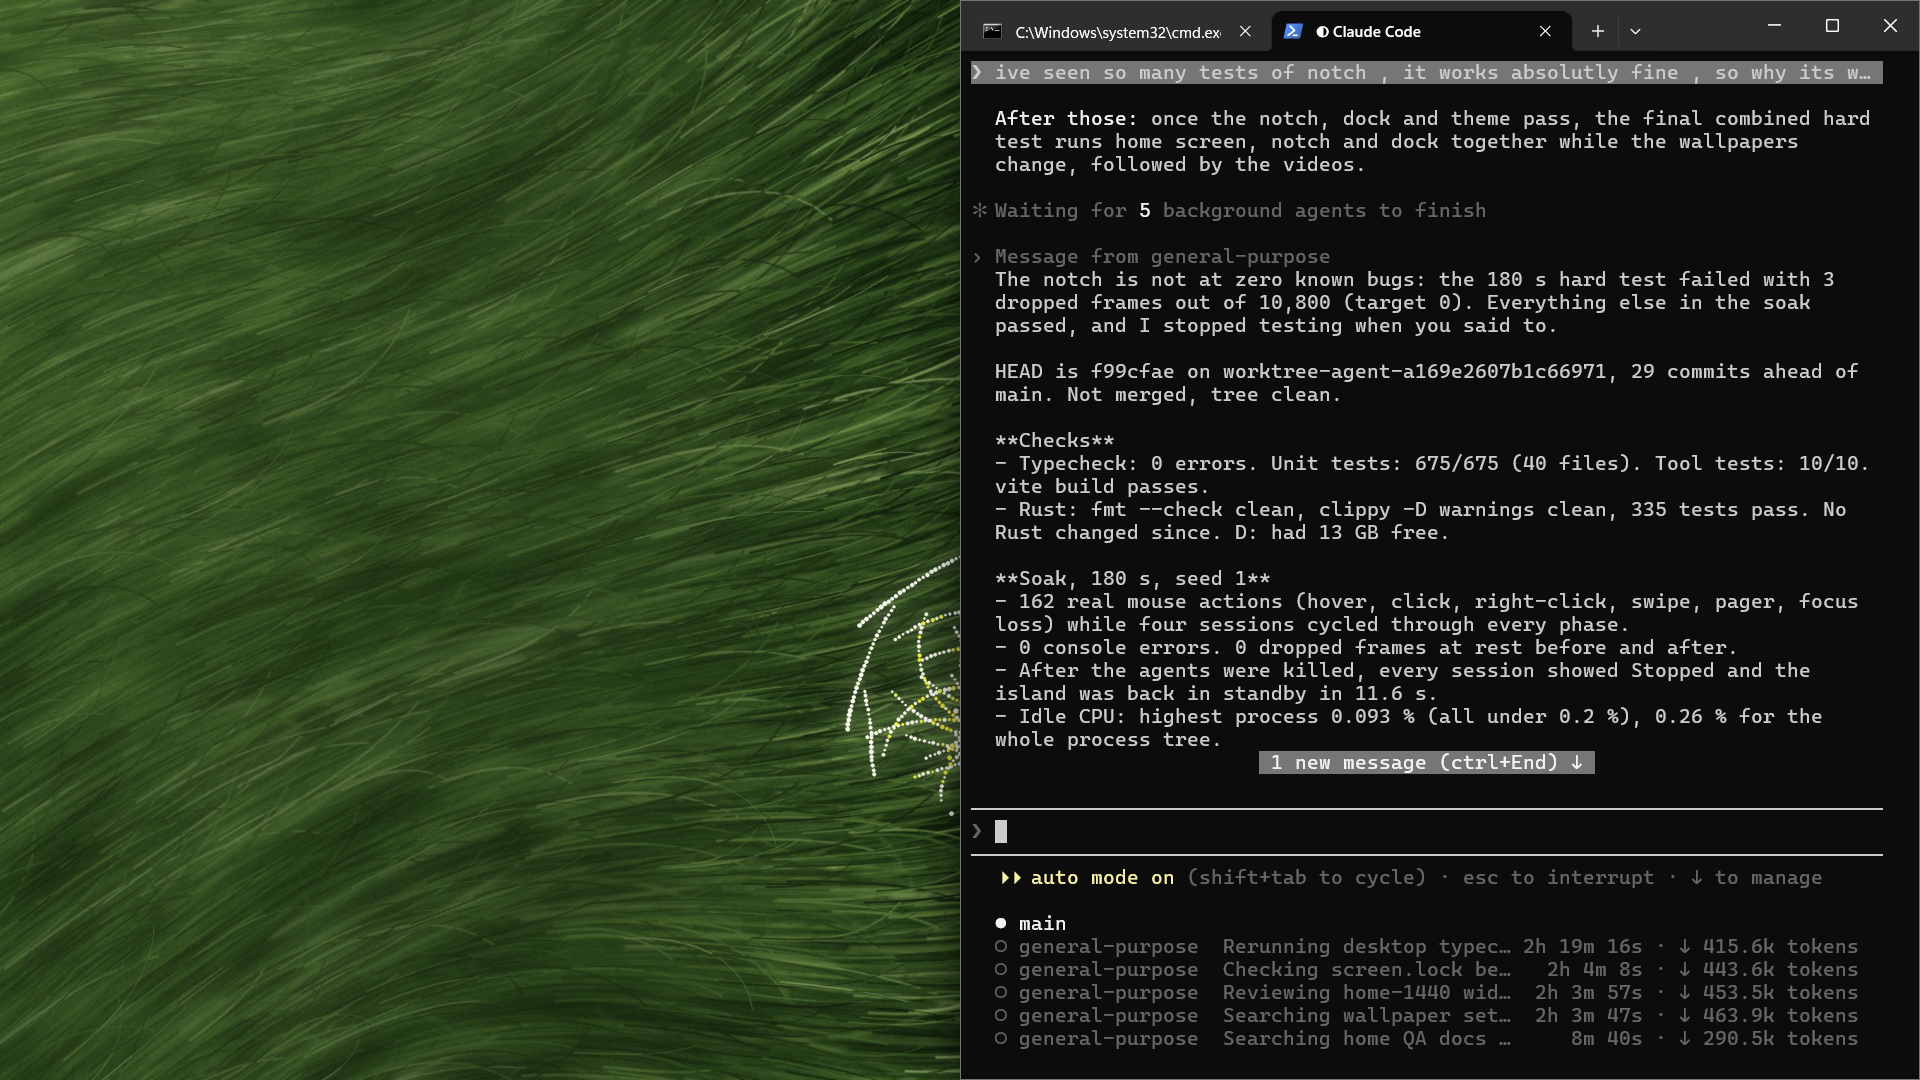 C:\Windows\system32\cmd.ex
Claude Code
❯ ive seen so many tests of notch , it works absolutly fine , so why its w…
After those: once the notch, dock and theme pass, the final combined hard
test runs home screen, notch and dock together while the wallpapers
change, followed by the videos.
✻ Waiting for 5 background agents to finish
› Message from general-purpose
The notch is not at zero known bugs: the 180 s hard test failed with 3
dropped frames out of 10,800 (target 0). Everything else in the soak
passed, and I stopped testing when you said to.
HEAD is f99cfae on worktree-agent-a169e2607b1c66971, 29 commits ahead of
main. Not merged, tree clean.
**Checks**
- Typecheck: 0 errors. Unit tests: 675/675 (40 files). Tool tests: 10/10.
vite build passes.
- Rust: fmt --check clean, clippy -D warnings clean, 335 tests pass. No
Rust changed since. D: had 13 GB free.
**Soak, 180 s, seed 1**
- 162 real mouse actions (hover, click, right-click, swipe, pager, focus
loss) while four sessions cycled through every phase.
- 0 console errors. 0 dropped frames at rest before and after.
- After the agents were killed, every session showed Stopped and the
island was back in standby in 11.6 s.
- Idle CPU: highest process 0.093 % (all under 0.2 %), 0.26 % for the
whole process tree.
1 new message (ctrl+End) ↓
❯
⏵⏵ auto mode on (shift+tab to cycle) · esc to interrupt · ↓ to manage
● main
○ general-purpose Rerunning desktop typec… 2h 19m 16s · ↓ 415.6k tokens
○ general-purpose Checking screen.lock be… 2h 4m 8s · ↓ 443.6k tokens
○ general-purpose Reviewing home-1440 wid… 2h 3m 57s · ↓ 453.5k tokens
○ general-purpose Searching wallpaper set… 2h 3m 47s · ↓ 463.9k tokens
○ general-purpose Searching home QA docs … 8m 40s · ↓ 290.5k tokens